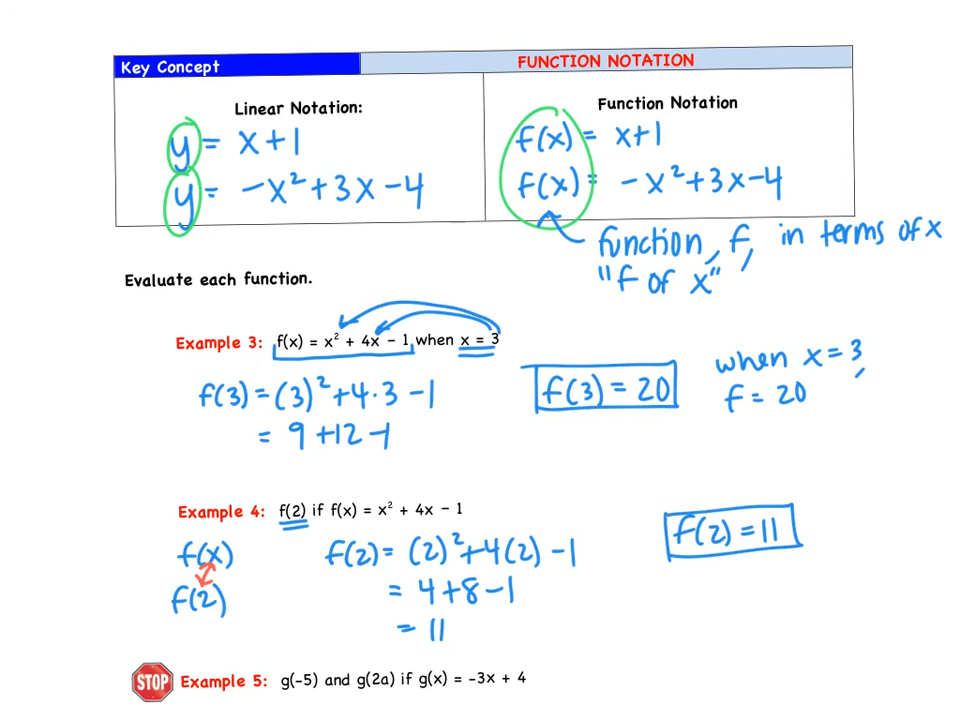 Key Concept FUNCTION NOTATION
Linear Notation:
y = x + 1
y = -x² + 3x - 4
Function Notation
f(x) = x+1
f(x) = -x² + 3x - 4
function, f, in terms of x
"f of x"
Evaluate each function.
Example 3: f(x) = x² + 4x - 1 when x = 3
f(3) = (3)² + 4·3 - 1
= 9 + 12 - 1
f(3) = 20
when x = 3,
f = 20
Example 4: f(2) if f(x) = x² + 4x - 1
f(x)
f(2)
f(2) = (2)² + 4(2) - 1
= 4 + 8 - 1
= 11
f(2) = 11
STOP Example 5: g(-5) and g(2a) if g(x) = -3x + 4